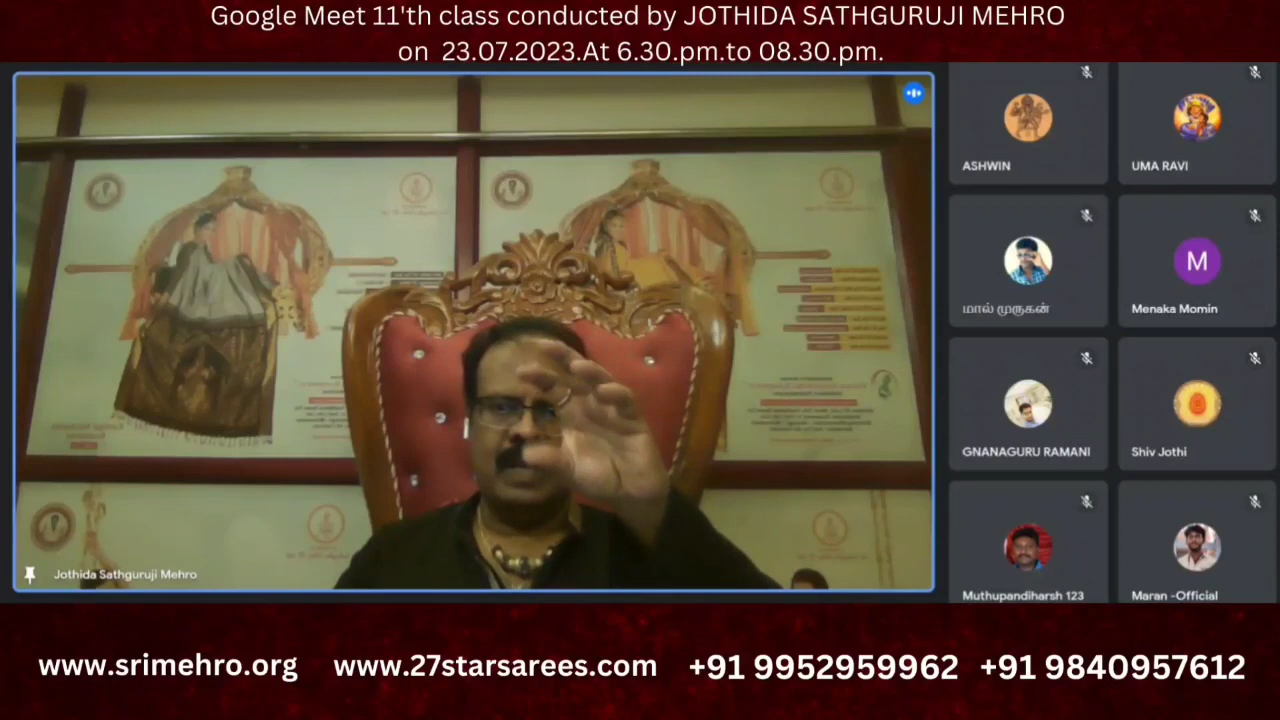 Google Meet 11'th class conducted by JOTHIDA SATHGURUJI MEHRO
on 23.07.2023.At 6.30.pm.to 08.30.pm.
ASHWIN
UMA RAVI
மால் முருகன்
M
Menaka Momin
GNANAGURU RAMANI
Shiv Jothi
Jothida Sathguruji Mehro
Muthupandiharsh 123
Maran -Official
www.srimehro.org www.27starsarees.com +91 9952959962 +91 9840957612